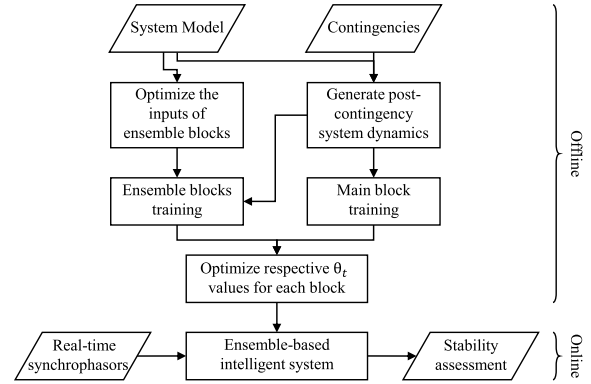 System Model
Contingencies
Optimize the
inputs of
ensemble blocks
Generate post-
contingency
system dynamics
Ensemble blocks
training
Main block
training
Optimize respective θt
values for each block
Real-time
synchrophasors
Ensemble-based
intelligent system
Stability
assessment
Offline
Online